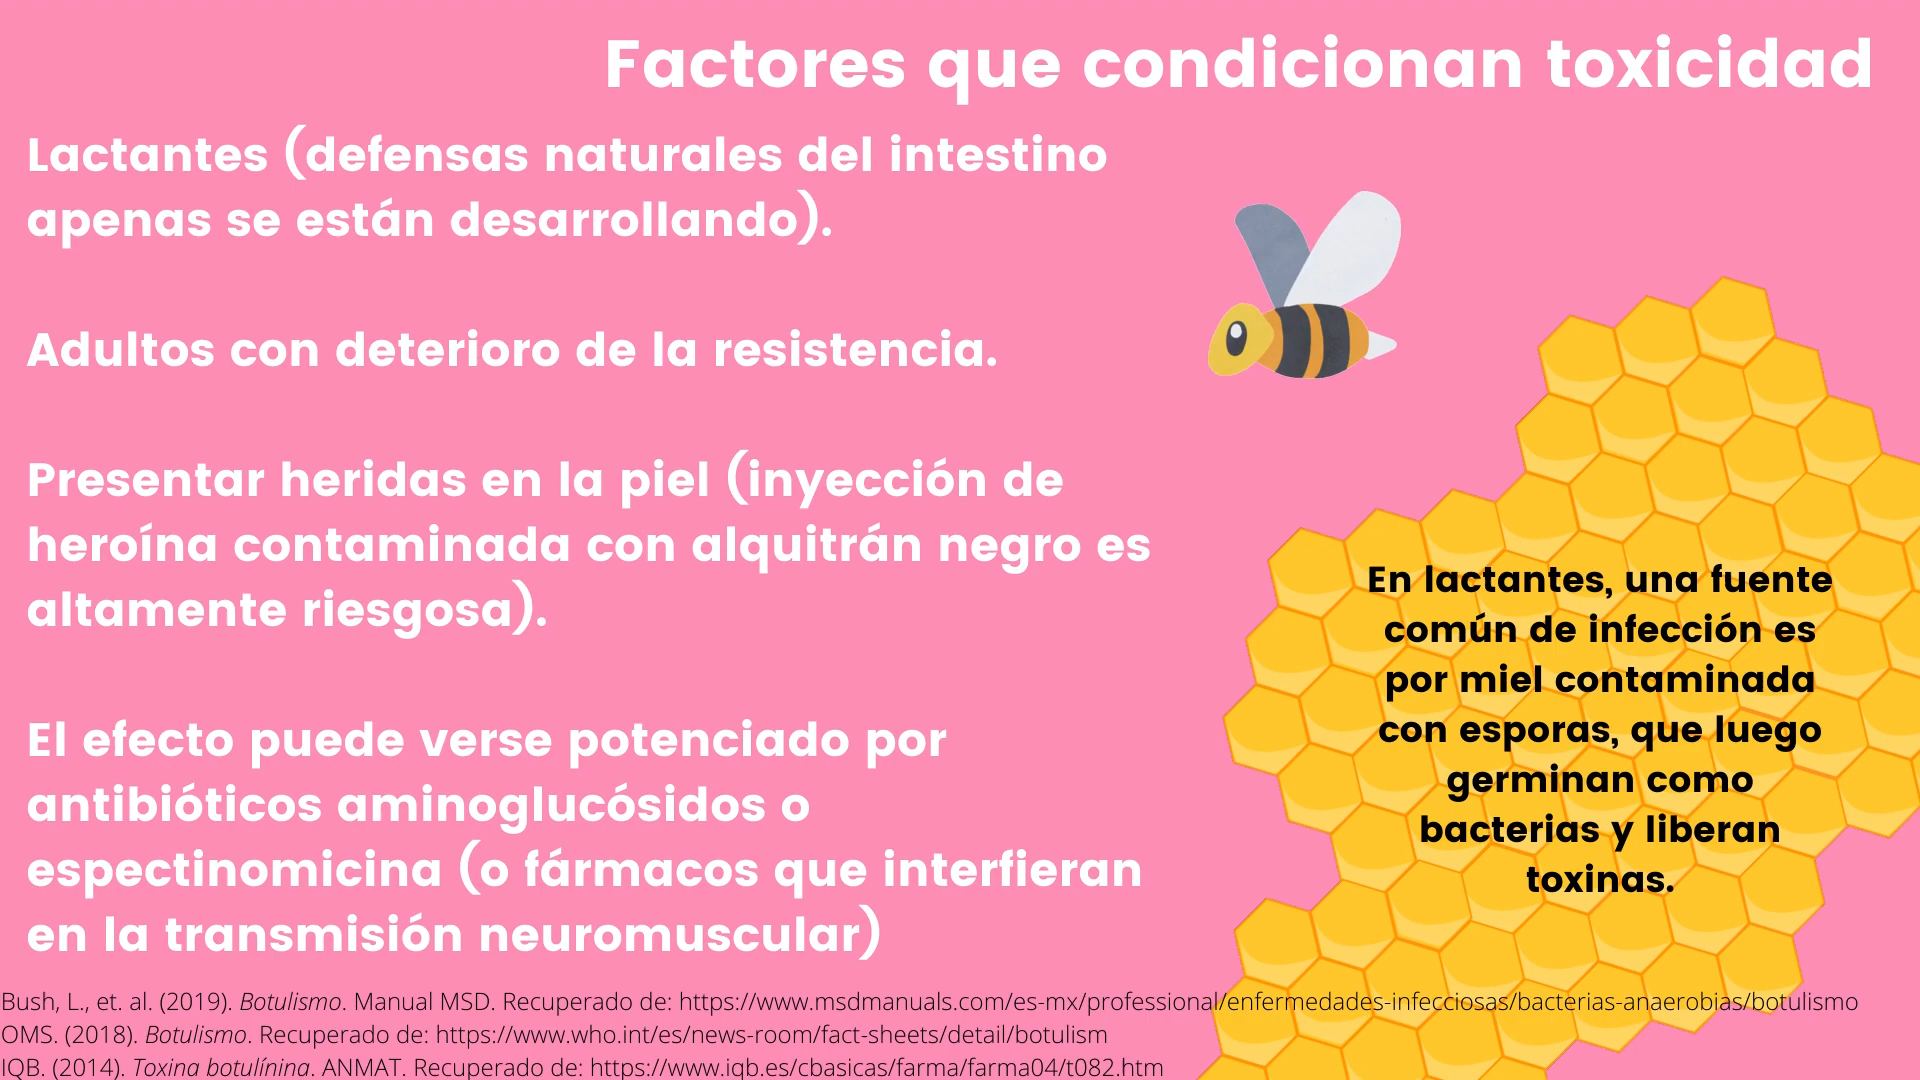 Factores que condicionan toxicidad
Lactantes (defensas naturales del intestino
apenas se están desarrollando).
Adultos con deterioro de la resistencia.
Presentar heridas en la piel (inyección de
heroína contaminada con alquitrán negro es
altamente riesgosa).
El efecto puede verse potenciado por
antibióticos aminoglucósidos o
espectinomicina (o fármacos que interfieran
en la transmisión neuromuscular)
En lactantes, una fuente
común de infección es
por miel contaminada
con esporas, que luego
germinan como
bacterias y liberan
toxinas.
Bush, L., et. al. (2019). Botulismo. Manual MSD. Recuperado de: https://www.msdmanuals.com/es-mx/professional/enfermedades-infecciosas/bacterias-anaerobias/botulismo
OMS. (2018). Botulismo. Recuperado de: https://www.who.int/es/news-room/fact-sheets/detail/botulism
IQB. (2014). Toxina botulínina. ANMAT. Recuperado de: https://www.iqb.es/cbasicas/farma/farma04/t082.htm